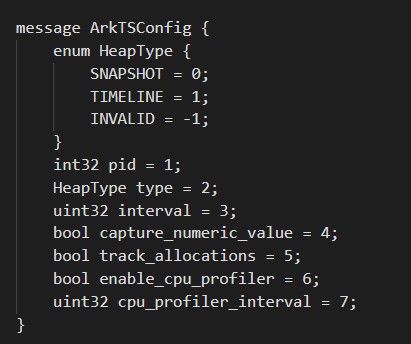 message ArkTSConfig {
    enum HeapType {
        SNAPSHOT = 0;
        TIMELINE = 1;
        INVALID = -1;
    }
    int32 pid = 1;
    HeapType type = 2;
    uint32 interval = 3;
    bool capture_numeric_value = 4;
    bool track_allocations = 5;
    bool enable_cpu_profiler = 6;
    uint32 cpu_profiler_interval = 7;
}